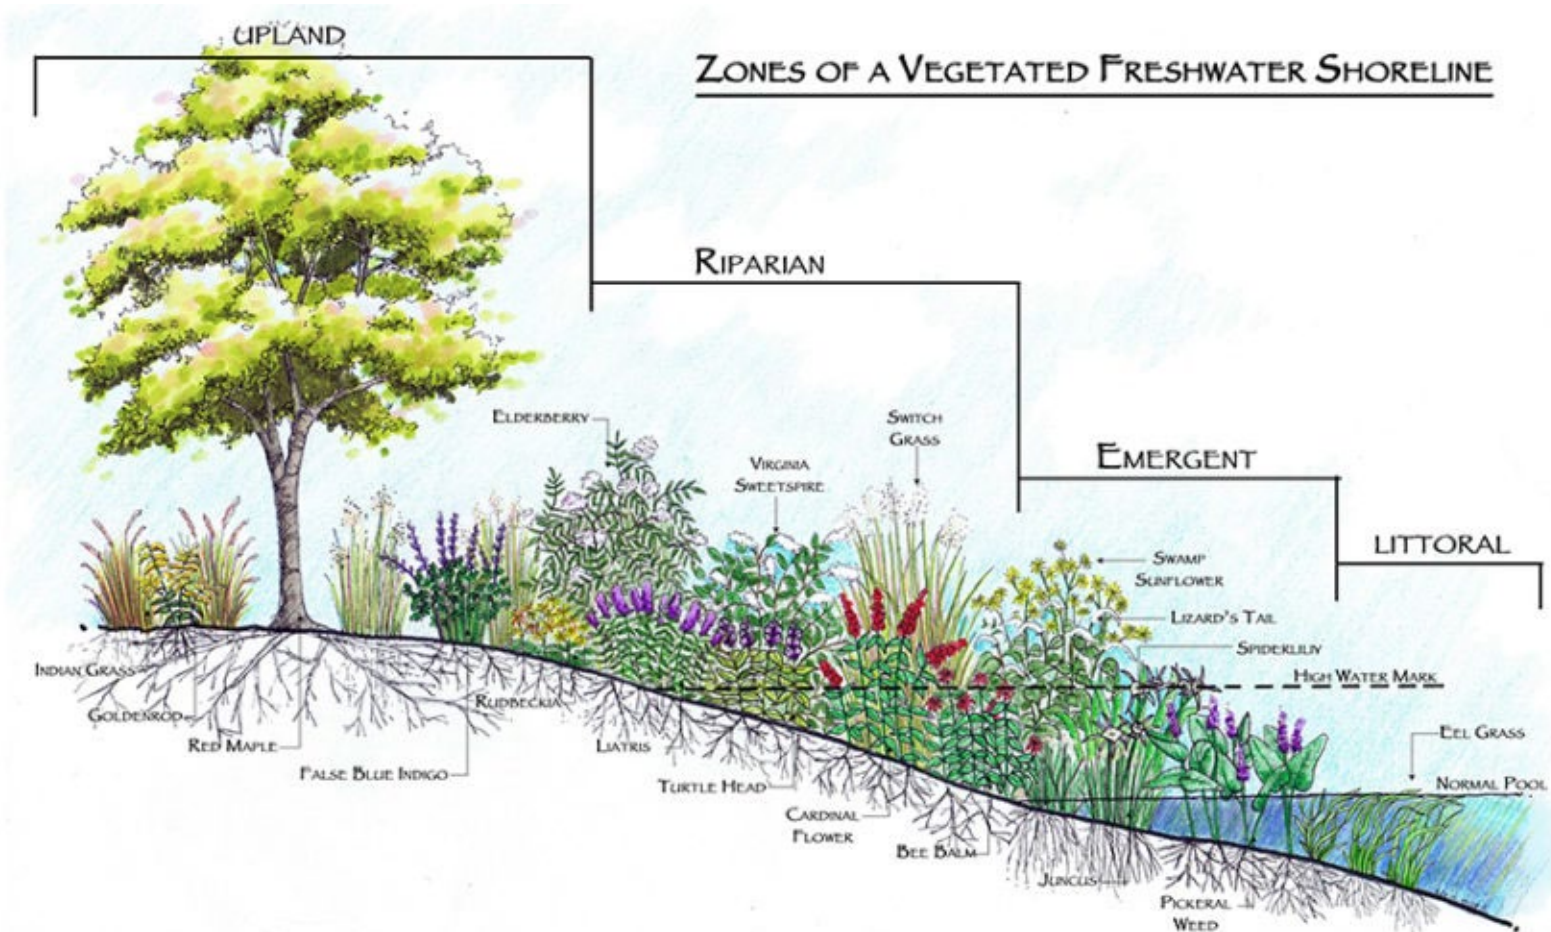 UPLAND
ZONES OF A VEGETATED FRESHWATER SHORELINE
RIPARIAN
EMERGENT
LITTORAL
ELDERBERRY
SWITCH
GRASS
VIRGINIA
SWEETSPIRE
SWAMP
SUNFLOWER
LIZARD'S TAIL
SPIDERLILIY
HIGH WATER MARK
EEL GRASS
NORMAL POOL
INDIAN GRASS
GOLDENROD
RED MAPLE
FALSE BLUE INDIGO
RUDBECKIA
LIATRIS
TURTLE HEAD
CARDINAL
FLOWER
BEE BALM
JUNCUS
PICKERAL
WEED